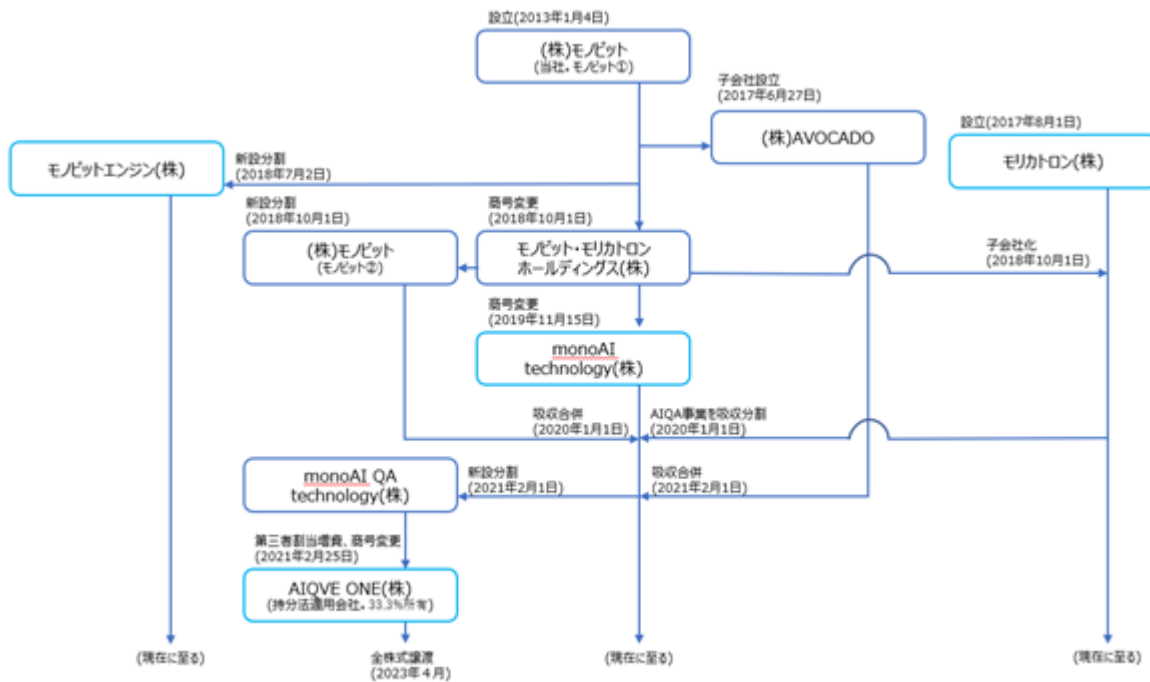 設立(2013年1月4日)
(株)モノビット
(当社。モノビット①)
子会社設立
(2017年6月27日)
(株)AVOCADO
設立(2017年8月1日)
モリカトロン(株)
モノビットエンジン(株)
新設分割
(2018年7月2日)
新設分割
(2018年10月1日)
(株)モノビット
(モノビット②)
商号変更
(2018年10月1日)
モノビット・モリカトロン
ホールディングス(株)
子会社化
(2018年10月1日)
商号変更
(2019年11月15日)
monoAI
technology(株)
吸収合併
(2020年1月1日)
AIQA事業を吸収分割
(2020年1月1日)
monoAI QA
technology(株)
新設分割
(2021年2月1日)
吸収合併
(2021年2月1日)
第三者割当増資、商号変更
(2021年2月25日)
AIQVE ONE(株)
(持分法適用会社。33.3%所有)
(現在に至る)
全株式譲渡
(2023年4月)
(現在に至る)
(現在に至る)